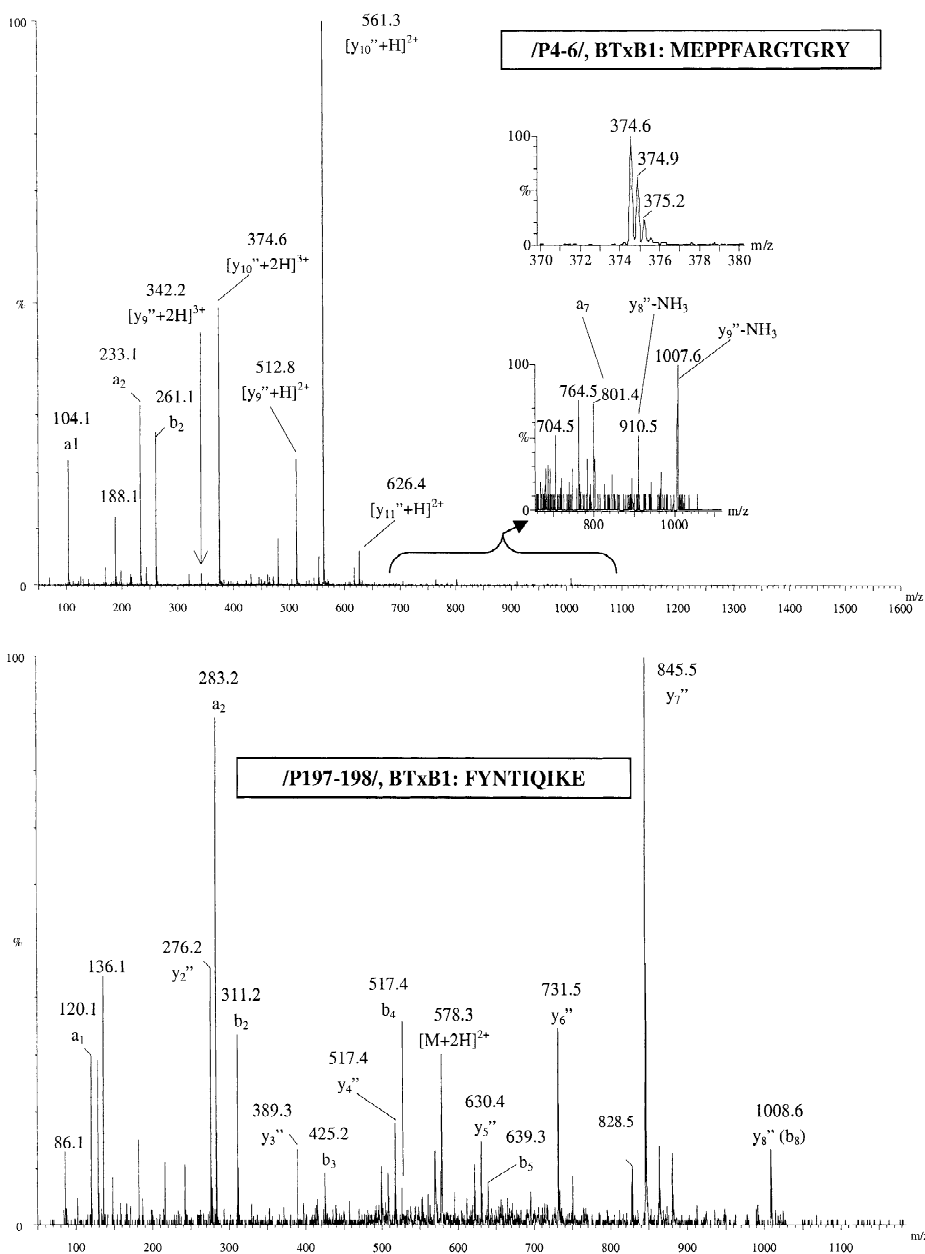 100
561.3
[y10”+H]2+
/P4-6/, BTxB1: MEPPFARGTGRY
374.6
100
374.9
%
375.2
0
m/z
370 372 374 376 378 380
374.6
[y10”+2H]3+
342.2
[y9”+2H]3+
%
233.1
a2
512.8
[y9”+H]2+
261.1
b2
104.1
a1
188.1
626.4
[y11”+H]2+
a7
y8”-NH3
y9”-NH3
100
1007.6
764.5
801.4
704.5
910.5
%
0
m/z
800 1000
0
m/z
100 200 300 400 500 600 700 800 900 1000 1100 1200 1300 1400 1500 1600
100
283.2
a2
845.5
y7”
/P197-198/, BTxB1: FYNTIQIKE
%
276.2
y2”
136.1
120.1
a1
311.2
b2
517.4
b4
578.3
[M+2H]2+
731.5
y6”
517.4
y4”
389.3
y3”
425.2
b3
630.4
y5”
639.3
b5
828.5
1008.6
y8” (b8)
86.1
0
m/z
100 200 300 400 500 600 700 800 900 1000 1100